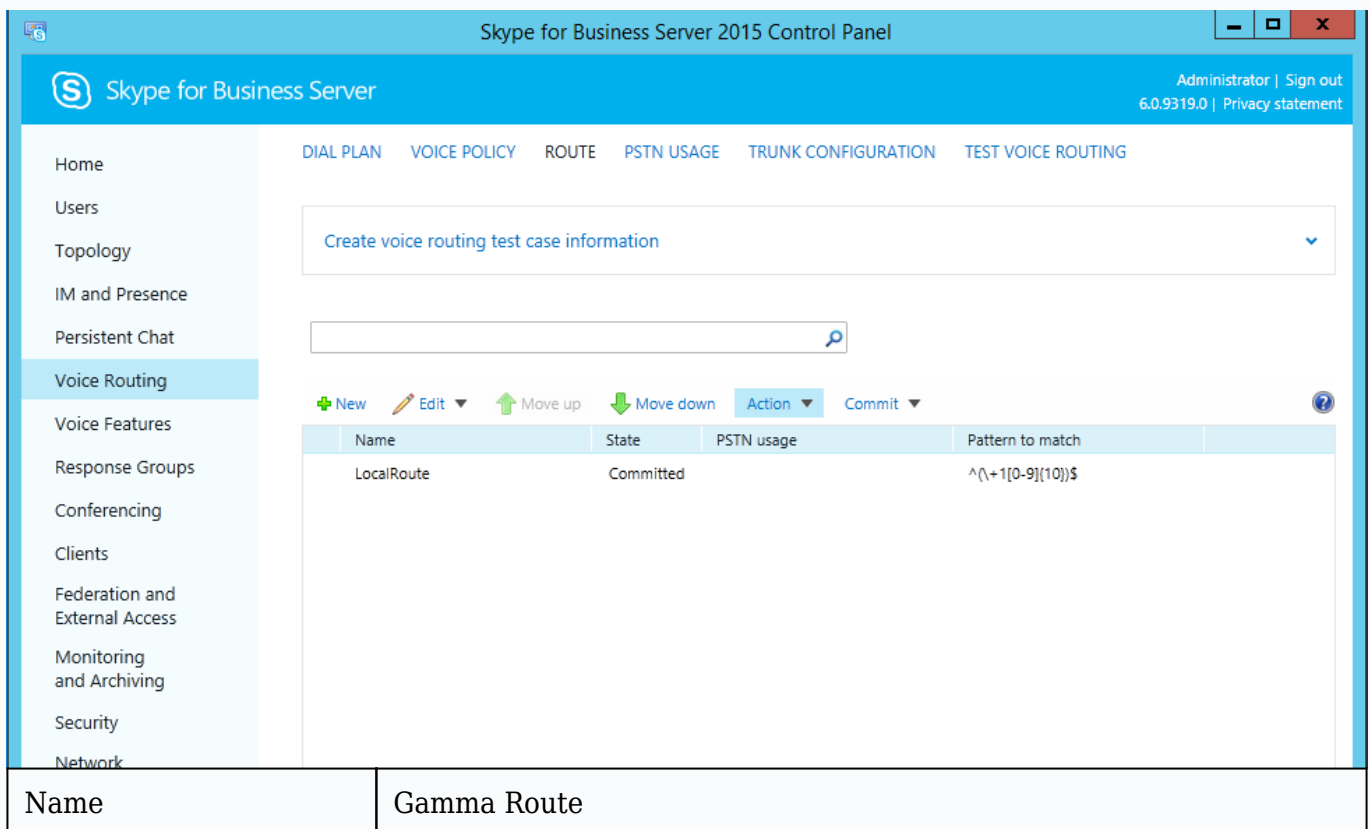 Skype for Business Server 2015 Control Panel
Skype for Business Server
Administrator | Sign out
6.0.9319.0 | Privacy statement
Home
Users
Topology
IM and Presence
Persistent Chat
Voice Routing
Voice Features
Response Groups
Conferencing
Clients
Federation and
External Access
Monitoring
and Archiving
Security
Network
DIAL PLAN VOICE POLICY ROUTE PSTN USAGE TRUNK CONFIGURATION TEST VOICE ROUTING
Create voice routing test case information
New Edit Move up Move down Action Commit
Name State PSTN usage Pattern to match
LocalRoute Committed ^(\+1[0-9]{10})$
Name Gamma Route